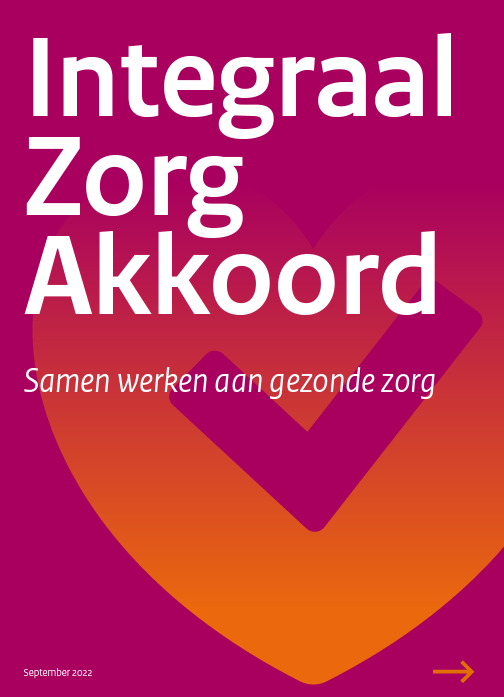 Integraal
Zorg
Akkoord
Samen werken aan gezonde zorg
September 2022